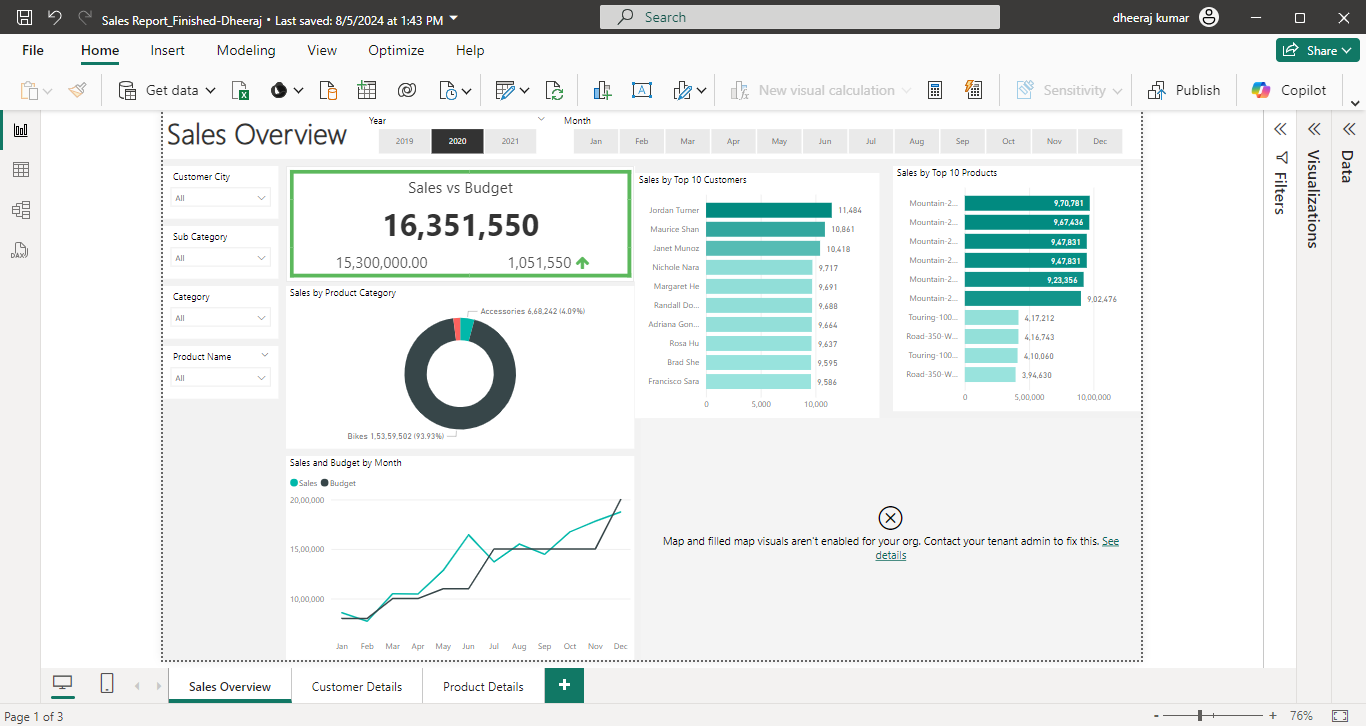 Sales Report_Finished-Dheeraj • Last saved: 8/5/2024 at 1:43 PM
Search
dheeraj kumar
File
Home
Insert
Modeling
View
Optimize
Help
Share
Get data
New visual calculation
Sensitivity
Publish
Copilot
Sales Overview
Year
2019
2020
2021
Month
Jan
Feb
Mar
Apr
May
Jun
Jul
Aug
Sep
Oct
Nov
Dec
Customer City
All
Sub Category
All
Category
All
Product Name
All
Sales vs Budget
16,351,550
15,300,000.00
1,051,550
Sales by Product Category
Accessories 6,68,242 (4.09%)
Bikes 1,53,59,502 (93.93%)
Sales and Budget by Month
Sales
Budget
20,00,000
15,00,000
10,00,000
Jan
Feb
Mar
Apr
May
Jun
Jul
Aug
Sep
Oct
Nov
Dec
Sales by Top 10 Customers
Jordan Turner 11,484
Maurice Shan 10,861
Janet Munoz 10,418
Nichole Nara 9,717
Margaret He 9,691
Randall Do... 9,688
Adriana Gon... 9,664
Rosa Hu 9,637
Brad She 9,595
Francisco Sara 9,586
0
5,000
10,000
Sales by Top 10 Products
Mountain-2... 9,70,781
Mountain-2... 9,67,436
Mountain-2... 9,47,831
Mountain-2... 9,47,831
Mountain-2... 9,23,356
Mountain-2... 9,02,476
Touring-100... 4,17,212
Road-350-W... 4,16,743
Touring-100... 4,10,060
Road-350-W... 3,94,630
0
5,00,000
10,00,000
Map and filled map visuals aren't enabled for your org. Contact your tenant admin to fix this. See
details
Filters
Visualizations
Data
DAX
Sales Overview
Customer Details
Product Details
Page 1 of 3
76%